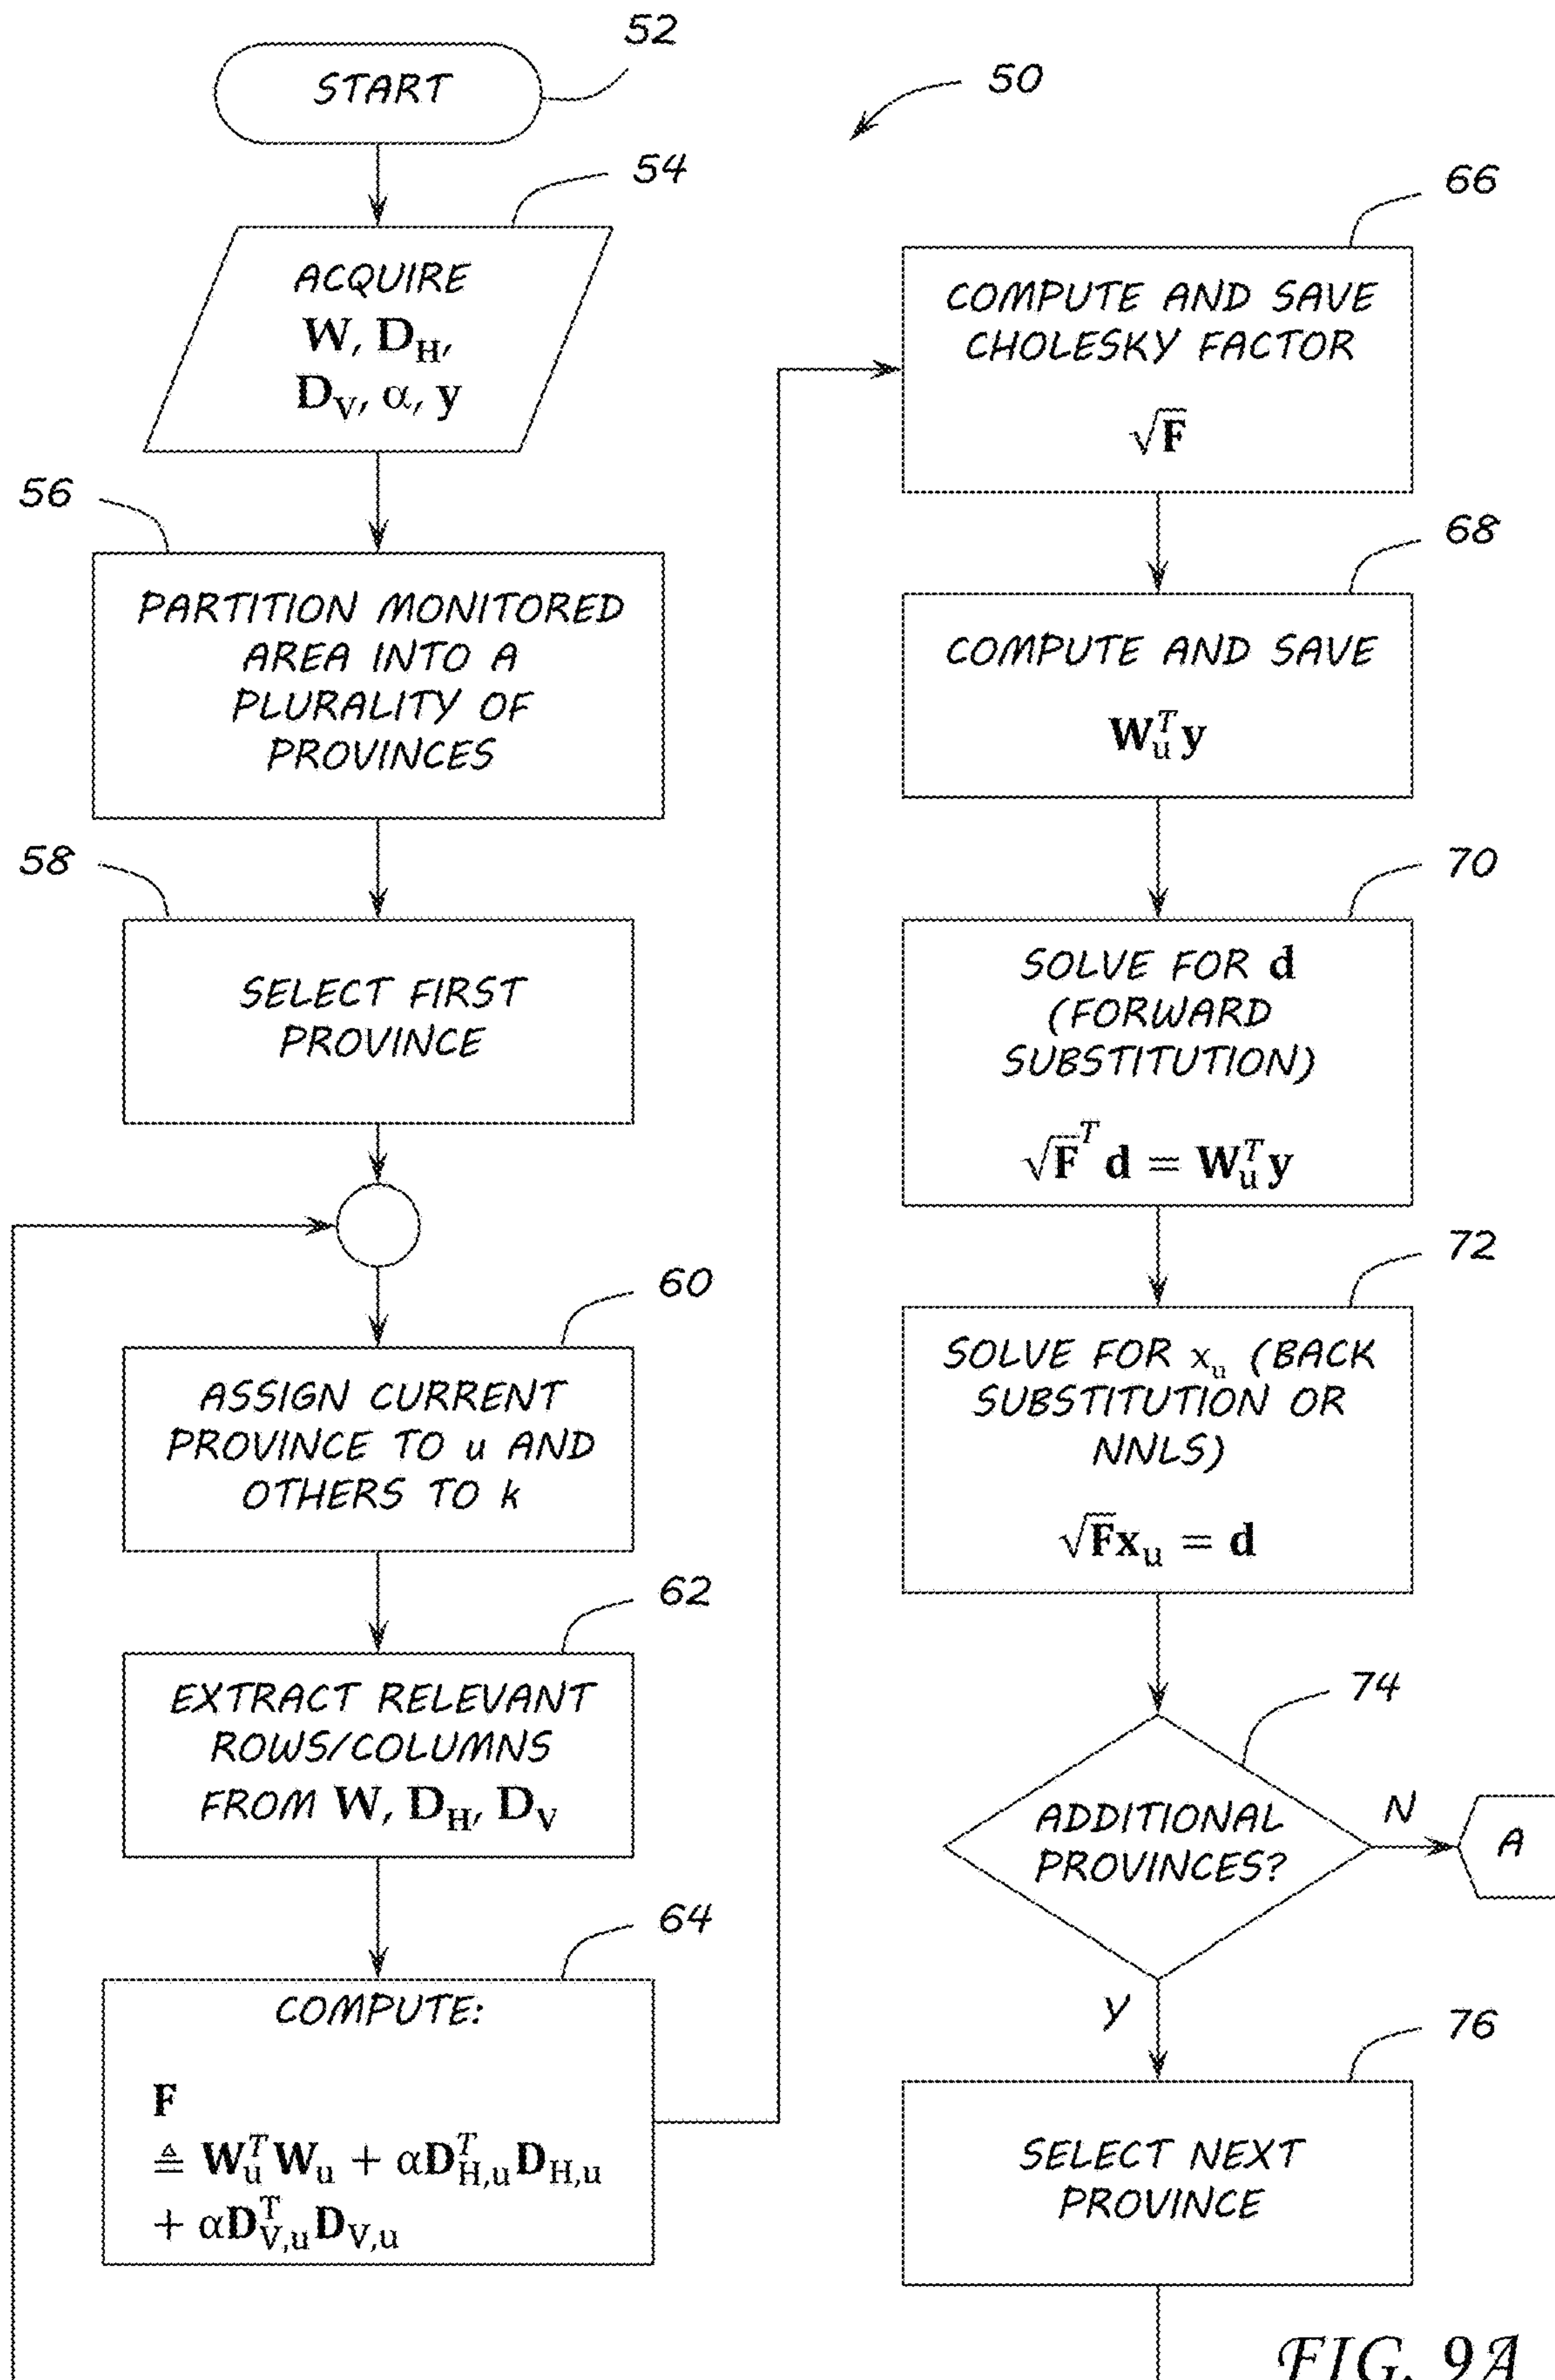 52
START
50
54
ACQUIRE
W, D_H,
D_V, α, y
56
PARTITION MONITORED
AREA INTO A
PLURALITY OF
PROVINCES
58
SELECT FIRST
PROVINCE
60
ASSIGN CURRENT
PROVINCE TO u AND
OTHERS TO k
62
EXTRACT RELEVANT
ROWS/COLUMNS
FROM W, D_H, D_V
64
COMPUTE:
F
≜ W_u^T W_u + αD_{H,u}^T D_{H,u}
+ αD_{V,u}^T D_{V,u}
66
COMPUTE AND SAVE
CHOLESKY FACTOR
√F
68
COMPUTE AND SAVE
W_u^T y
70
SOLVE FOR d
(FORWARD
SUBSTITUTION)
√F^T d = W_u^T y
72
SOLVE FOR x_u (BACK
SUBSTITUTION OR
NNLS)
√F x_u = d
74
ADDITIONAL
PROVINCES?
N
A
Y
76
SELECT NEXT
PROVINCE
FIG. 9A